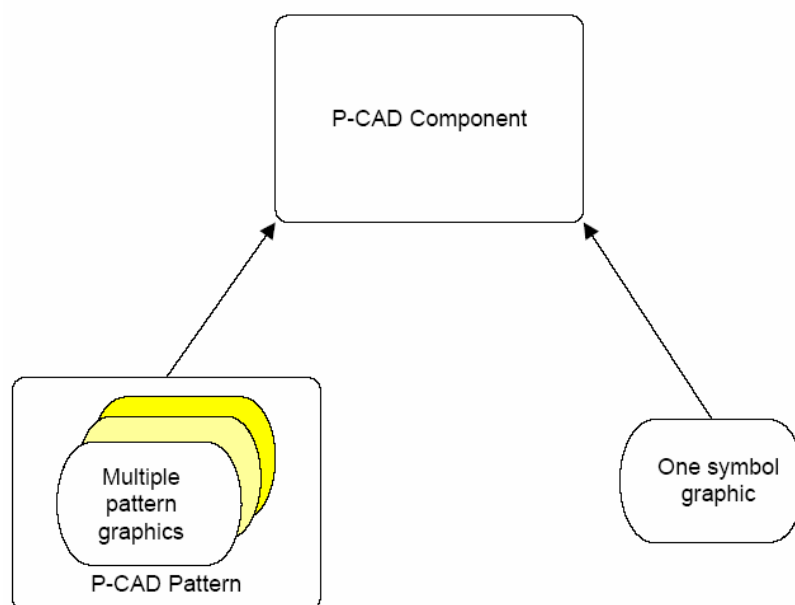 P-CAD Component
Multiple
pattern
graphics
P-CAD Pattern
One symbol
graphic